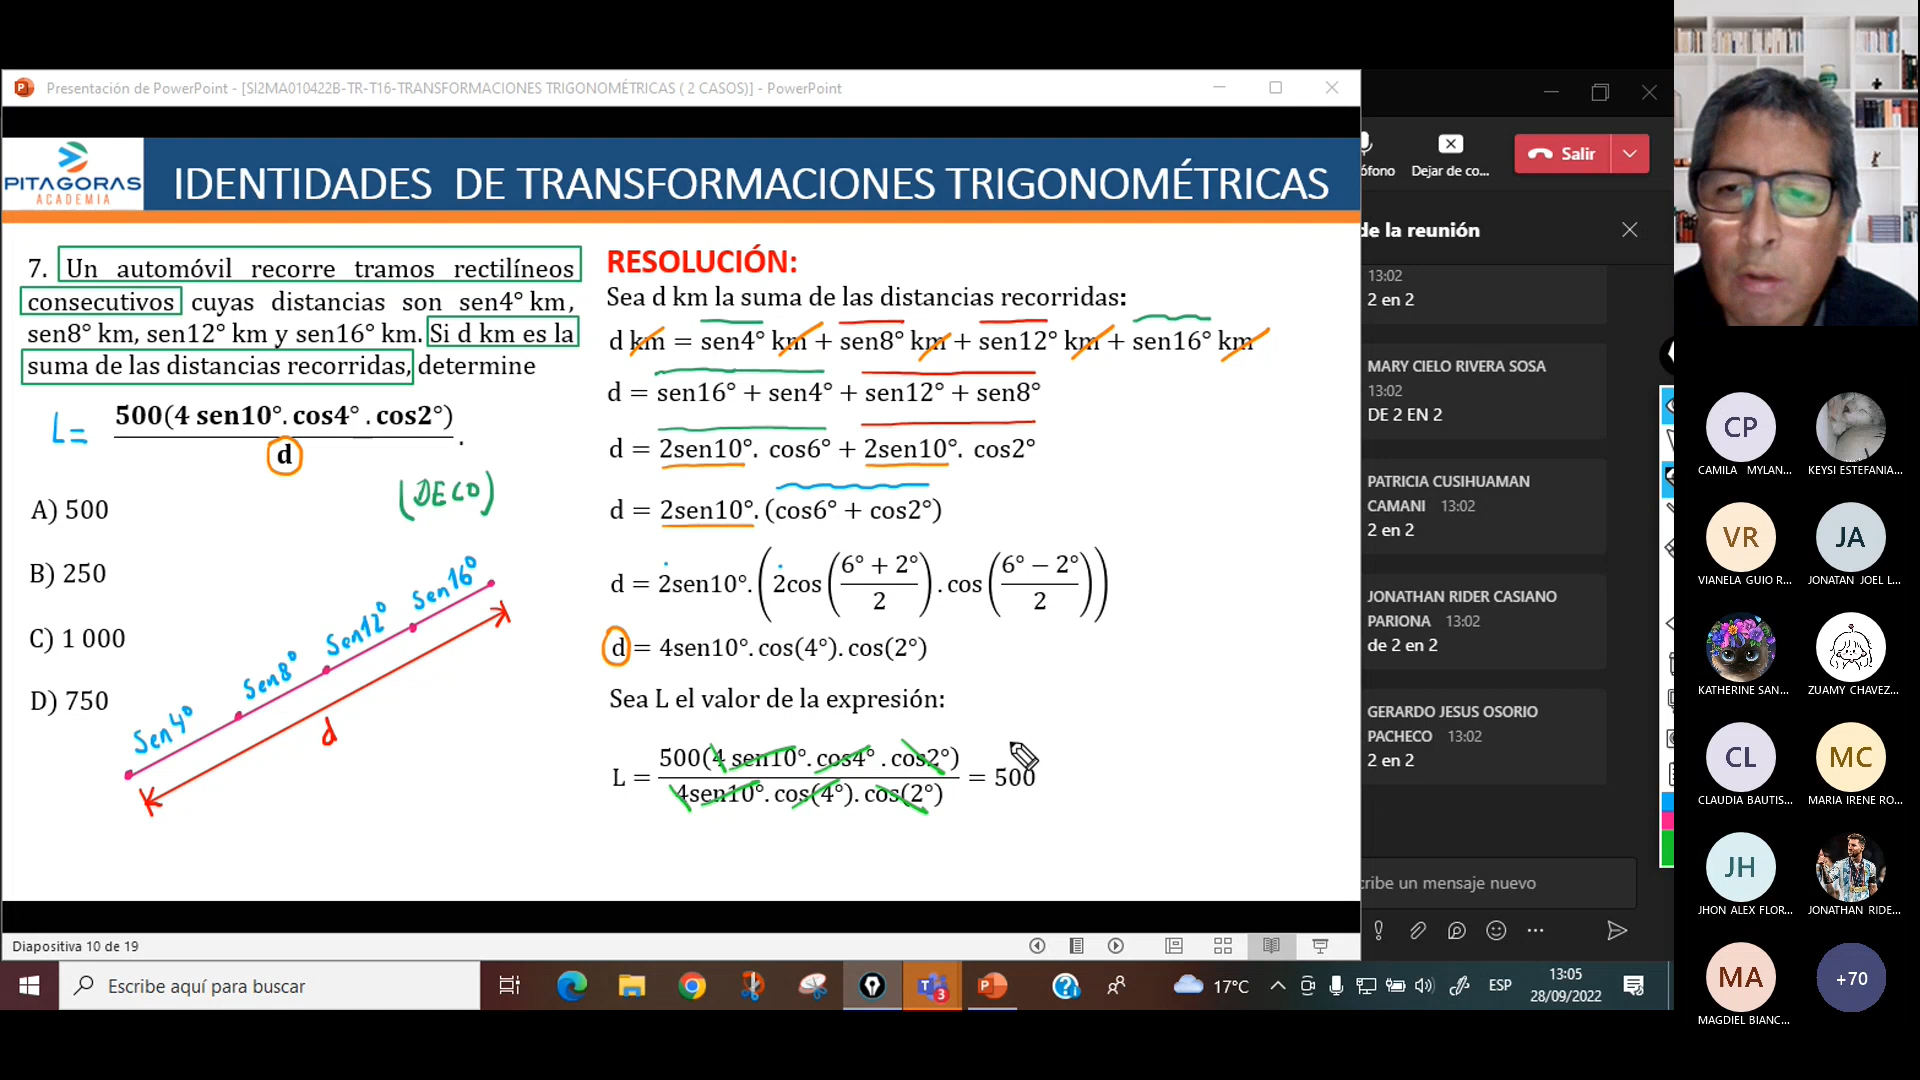 Presentación de PowerPoint - [SI2MA010422B-TR-T16-TRANSFORMACIONES TRIGONOMÉTRICAS ( 2 CASOS)] - PowerPoint
PITAGORAS
ACADEMIA
IDENTIDADES DE TRANSFORMACIONES TRIGONOMÉTRICAS
7. Un automóvil recorre tramos rectilíneos
consecutivos cuyas distancias son sen4° km,
sen8° km, sen12° km y sen16° km. Si d km es la
suma de las distancias recorridas, determine
L = 500(4 sen10°. cos4° . cos2°)
d
.
(DECO)
A) 500
B) 250
C) 1 000
D) 750
Sen4°
Sen8°
Sen12°
Sen16°
d
RESOLUCIÓN:
Sea d km la suma de las distancias recorridas:
d km = sen4° km + sen8° km + sen12° km + sen16° km
d = sen16° + sen4° + sen12° + sen8°
d = 2sen10°. cos6° + 2sen10°. cos2°
d = 2sen10°. (cos6° + cos2°)
d = 2sen10°. (2cos (6° + 2° / 2) . cos (6° − 2° / 2))
d = 4sen10°. cos(4°). cos(2°)
Sea L el valor de la expresión:
L = 500(4 sen10°. cos4° . cos2°) / 4sen10°. cos(4°). cos(2°) = 500
Diapositiva 10 de 19
ófono
Dejar de co...
Salir
de la reunión
13:02
2 en 2
MARY CIELO RIVERA SOSA
13:02
DE 2 EN 2
PATRICIA CUSIHUAMAN
CAMANI 13:02
2 en 2
JONATHAN RIDER CASIANO
PARIONA 13:02
de 2 en 2
GERARDO JESUS OSORIO
PACHECO 13:02
2 en 2
cribe un mensaje nuevo
CP
CAMILA MYLAN...
KEYSI ESTEFANIA...
VR
VIANELA GUIO R...
JA
JONATAN JOEL L...
KATHERINE SAN...
ZUAMY CHAVEZ...
CL
CLAUDIA BAUTIS...
MC
MARIA IRENE RO...
JH
JHON ALEX FLOR...
JONATHAN RIDE...
MA
MAGDIEL BIANC...
+70
Escribe aquí para buscar
3
17°C
ESP
13:05
28/09/2022